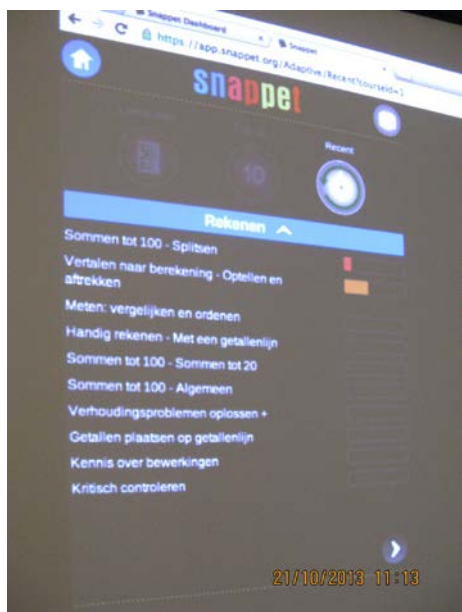 Snappet Dashboard
Snappet
https://app.snappet.org/Adaptive/Recent?courseid=1
snappet
10
Recent
Rekenen
Sommen tot 100 - Splitsen
Vertalen naar berekening - Optellen en
aftrekken
Meten: vergelijken en ordenen
Handig rekenen - Met een getallenlijn
Sommen tot 100 - Sommen tot 20
Sommen tot 100 - Algemeen
Verhoudingsproblemen oplossen +
Getallen plaatsen op getallenlijn
Kennis over bewerkingen
Kritisch controleren
21/10/2013 11:13